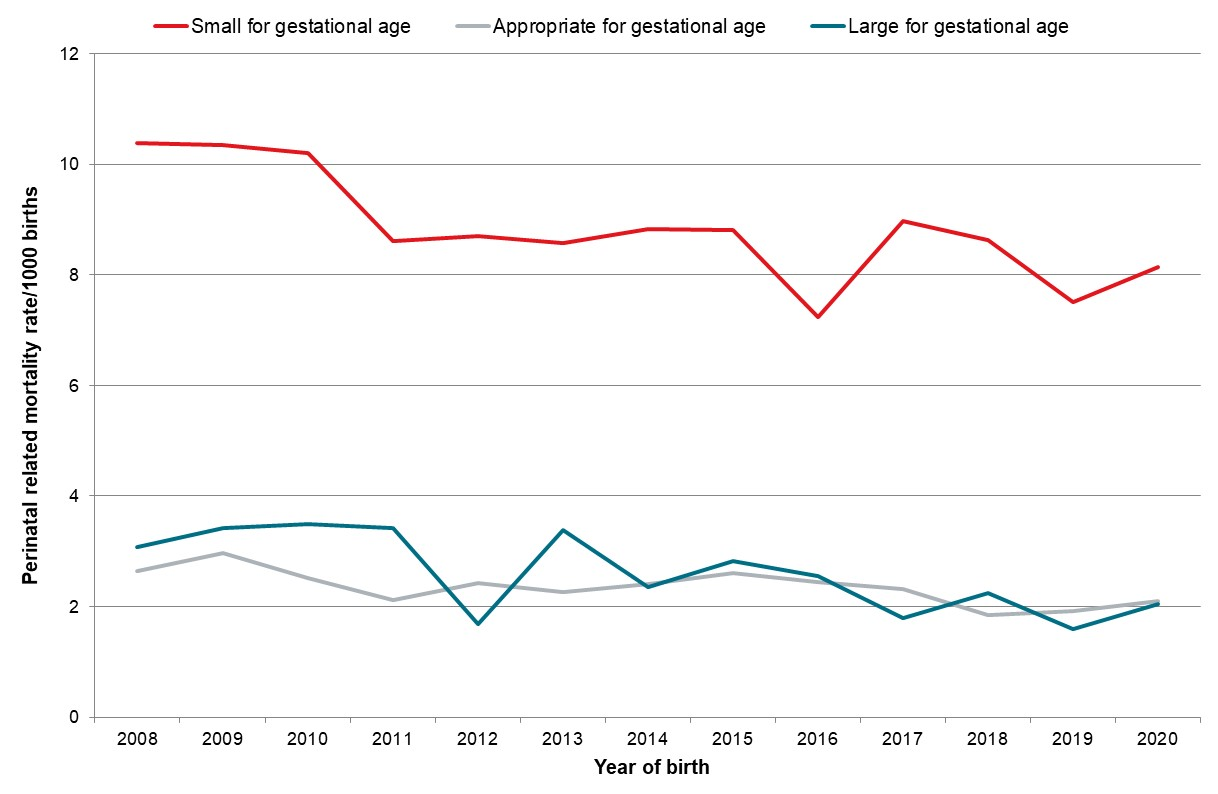 Small for gestational age Appropriate for gestational age Large for gestational age
12
10
8
6
4
2
0
Perinatal related mortality rate/1000 births
2008 2009 2010 2011 2012 2013 2014 2015 2016 2017 2018 2019 2020
Year of birth